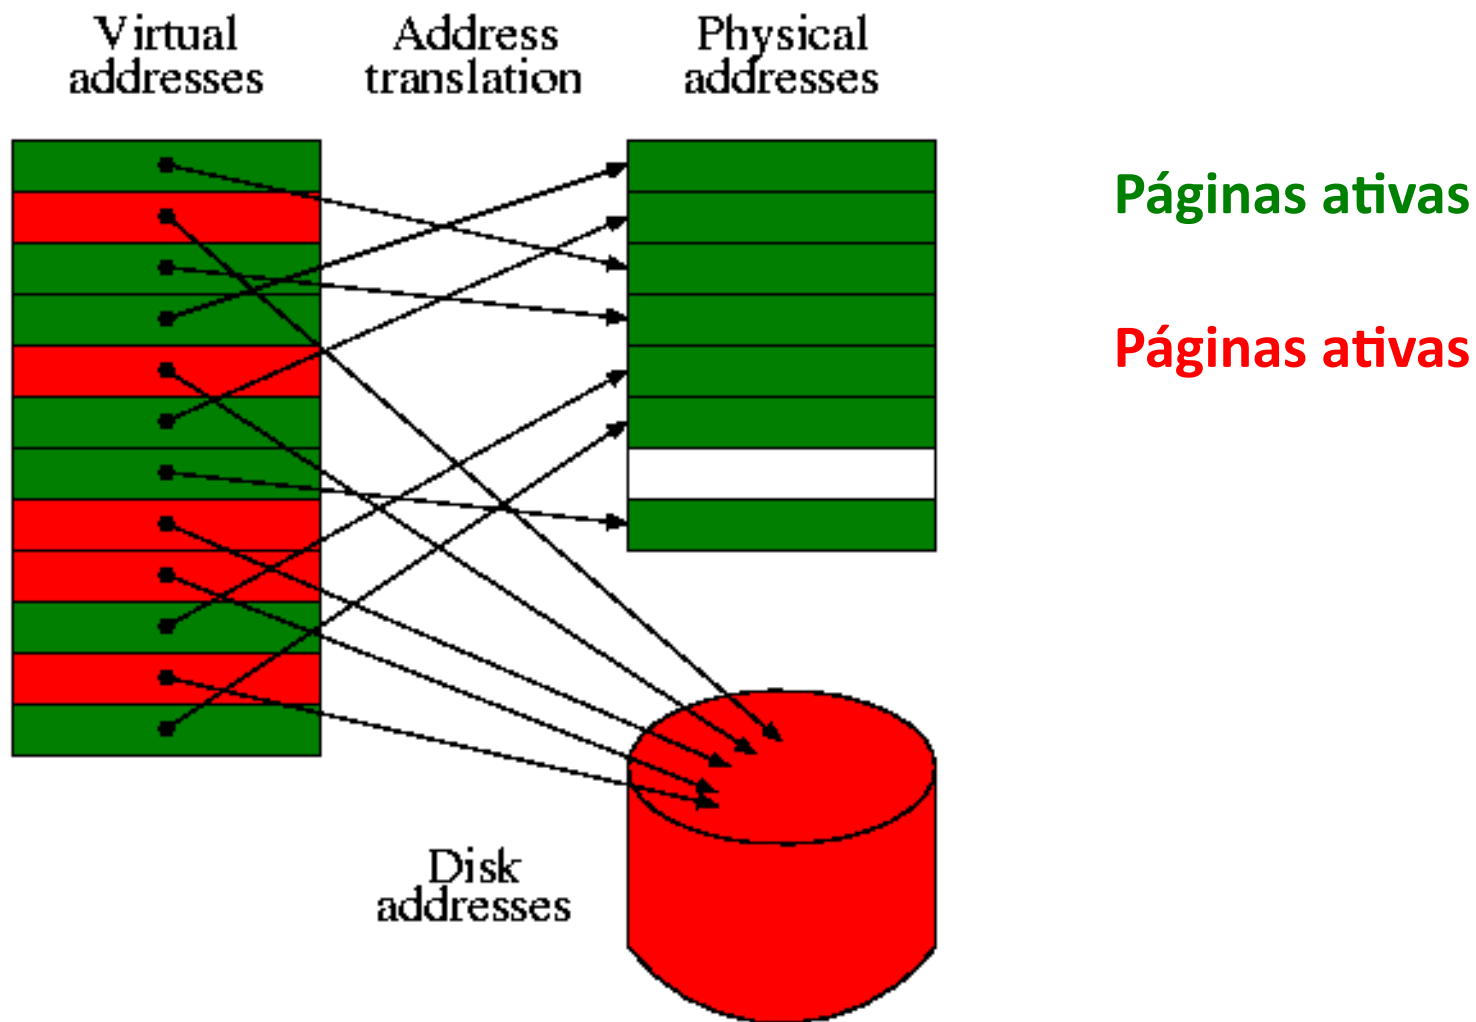 Virtual
addresses
Address
translation
Physical
addresses
Páginas ativas
Páginas ativas
Disk
addresses